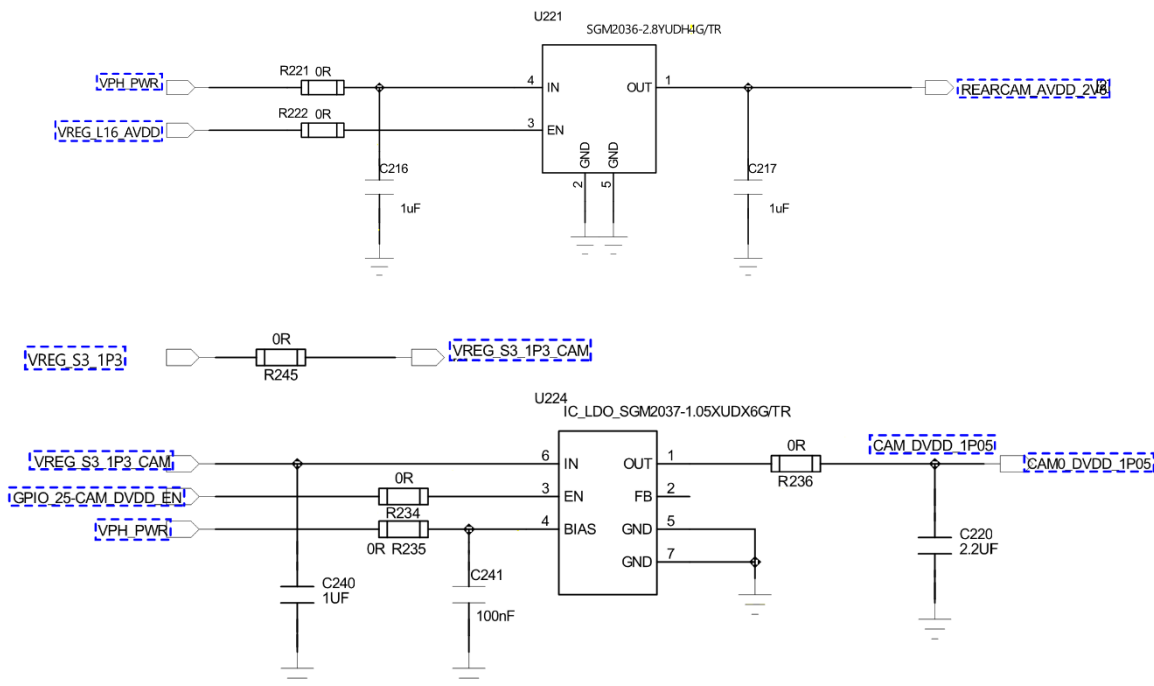 U221
SGM2036-2.8YUDH4G/TR
VPH_PWR
R221 0R
4 IN
OUT 1
REARCAM_AVDD_2V8
VREG_L16_AVDD
R222 0R
3 EN
GND
GND
2
5
C216
1uF
C217
1uF
VREG_S3_1P3
0R
R245
VREG_S3_1P3_CAM
U224
IC_LDO_SGM2037-1.05XUDX6G/TR
VREG_S3_1P3_CAM
6 IN
OUT 1
0R
R236
CAM_DVDD_1P05
CAM0_DVDD_1P05
GPIO_25-CAM_DVDD_EN
0R
R234
3 EN
FB 2
VPH_PWR
0R R235
4 BIAS
GND 5
GND 7
C220
2.2UF
C240
1UF
C241
100nF